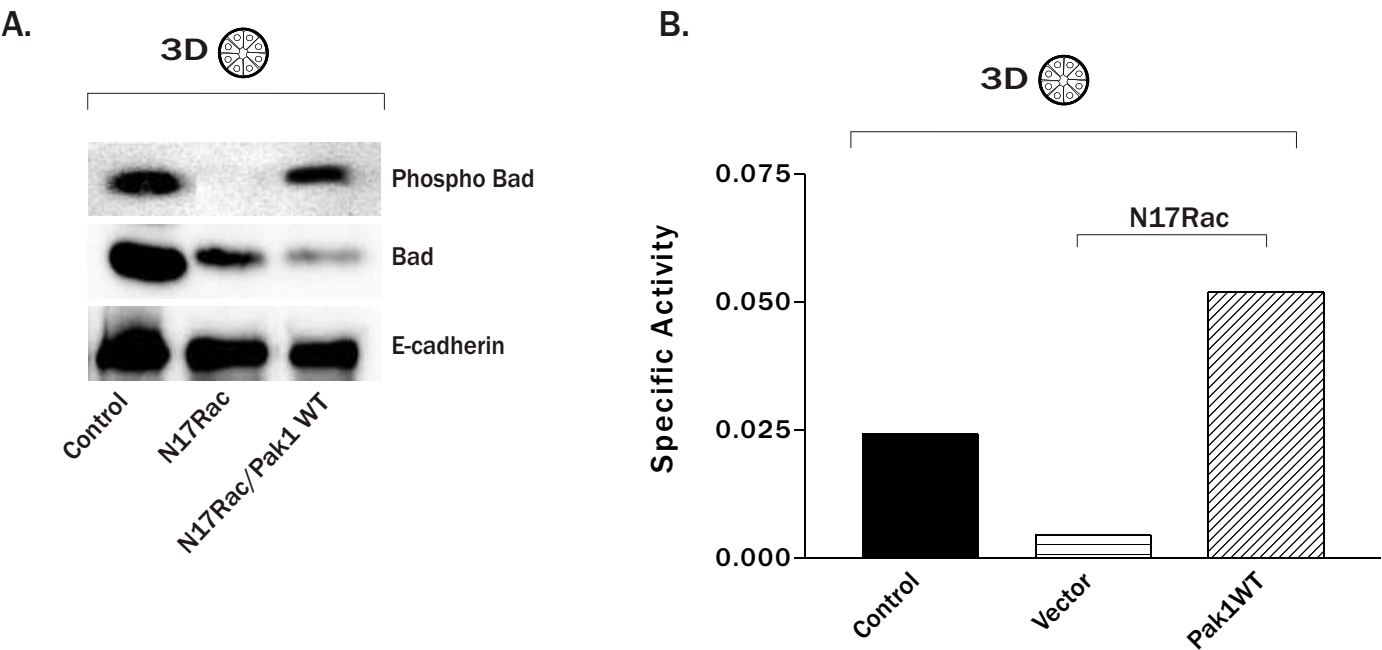 A.
3D
Phospho Bad
Bad
E-cadherin
Control
N17Rac
N17Rac/Pak1 WT
B.
3D
N17Rac
Specific Activity
0.075
0.050
0.025
0.000
Control
Vector
Pak1WT